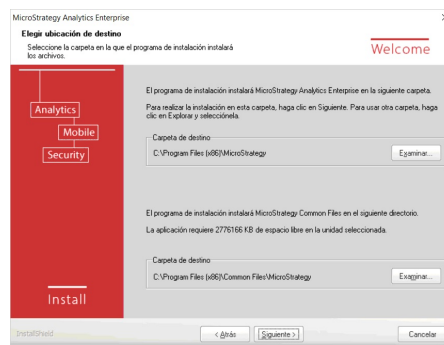 MicroStrategy Analytics Enterprise
Elegir ubicación de destino
Seleccione la carpeta en la que el programa de instalación instalará
los archivos.
Welcome
Analytics
Mobile
Security
Install
El programa de instalación instalará MicroStrategy Analytics Enterprise en la siguiente carpeta.
Para realizar la instalación en esta carpeta, haga clic en Siguiente. Para usar otra carpeta, haga
clic en Explorar y selecciónela.
Carpeta de destino
C:\Program Files (x86)\MicroStrategy
Examinar...
El programa de instalación instalará MicroStrategy Common Files en el siguiente directorio.
La aplicación requiere 2776166 KB de espacio libre en la unidad seleccionada.
Carpeta de destino
C:\Program Files (x86)\Common Files\MicroStrategy
Examinar...
InstallShield
< Atrás
Siguiente >
Cancelar